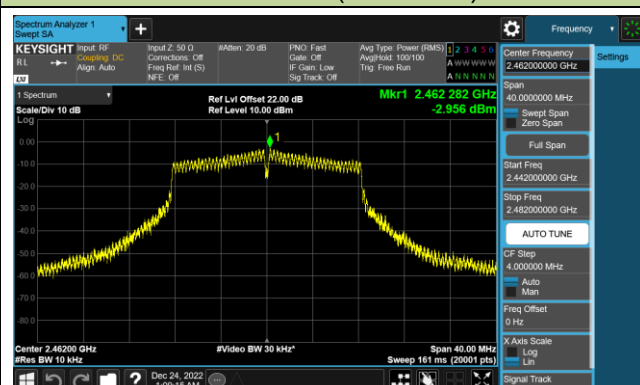 Spectrum Analyzer 1
Swept SA
+
Frequency
KEYSIGHT
RL
LXI
Input: RF
Coupling: DC
Align: Auto
Input Z: 50 Ω
Corrections: Off
Freq Ref: Int (S)
NFE: Off
#Atten: 20 dB
PNO: Fast
Gate: Off
IF Gain: Low
Sig Track: Off
Avg Type: Power (RMS)
Avg|Hold: 100/100
Trig: Free Run
1 2 3 4 5 6
A W W W W W
A N N N N N
1 Spectrum
Scale/Div 10 dB
Log
Ref Lvl Offset 22.00 dB
Ref Level 10.00 dBm
Mkr1 2.462 282 GHz
-2.956 dBm
1
0.00
-10.0
-20.0
-30.0
-40.0
-50.0
-60.0
-70.0
-80.0
Center 2.46200 GHz
#Res BW 10 kHz
#Video BW 30 kHz*
Span 40.00 MHz
Sweep 161 ms (20001 pts)
Center Frequency
2.462000000 GHz
Settings
Span
40.0000000 MHz
Swept Span
Zero Span
Full Span
Start Freq
2.442000000 GHz
Stop Freq
2.482000000 GHz
AUTO TUNE
CF Step
4.000000 MHz
Auto
Man
Freq Offset
0 Hz
X Axis Scale
Log
Lin
Signal Track
?
Dec 24, 2022